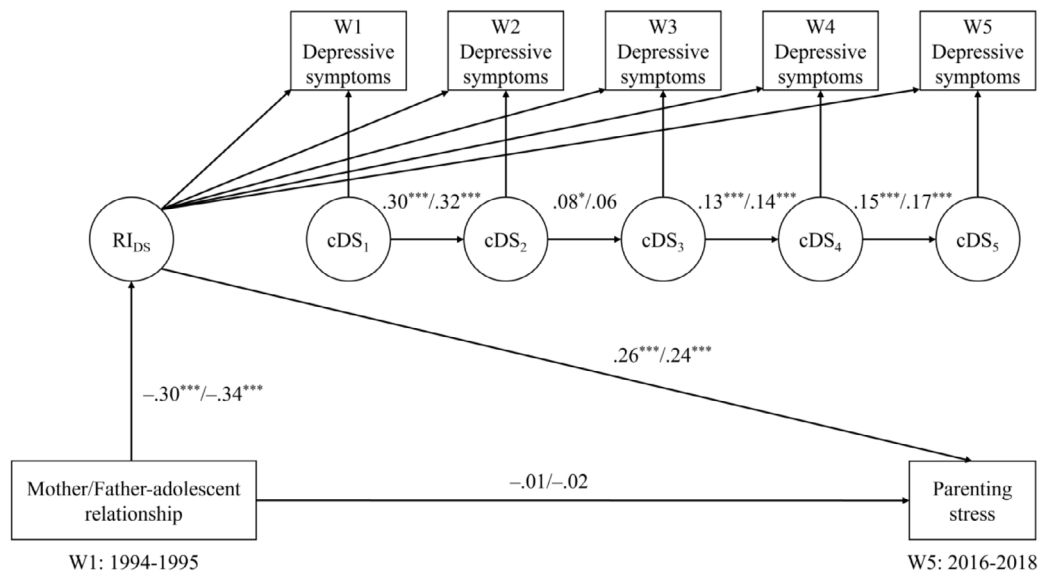 W1
Depressive
symptoms
W2
Depressive
symptoms
W3
Depressive
symptoms
W4
Depressive
symptoms
W5
Depressive
symptoms
.30***/.32***
.08*/.06
.13***/.14***
.15***/.17***
RIDS
cDS1
cDS2
cDS3
cDS4
cDS5
.26***/.24***
–.30***/–.34***
Mother/Father-adolescent
relationship
–.01/–.02
Parenting
stress
W1: 1994-1995
W5: 2016-2018